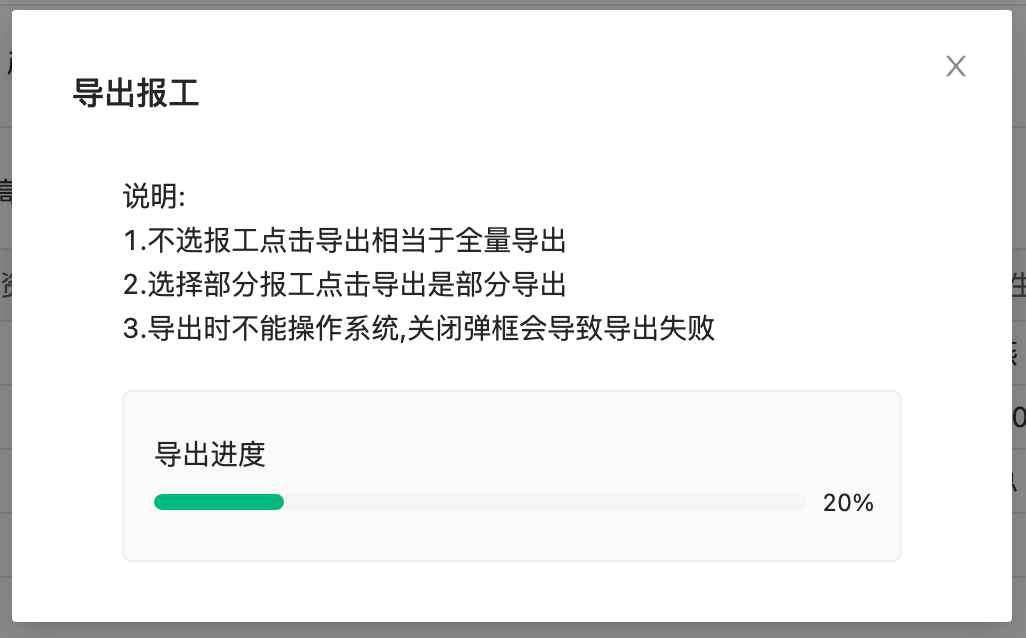 导出报工
说明:
1.不选报工点击导出相当于全量导出
2.选择部分报工点击导出是部分导出
3.导出时不能操作系统,关闭弹框会导致导出失败
导出进度
20%